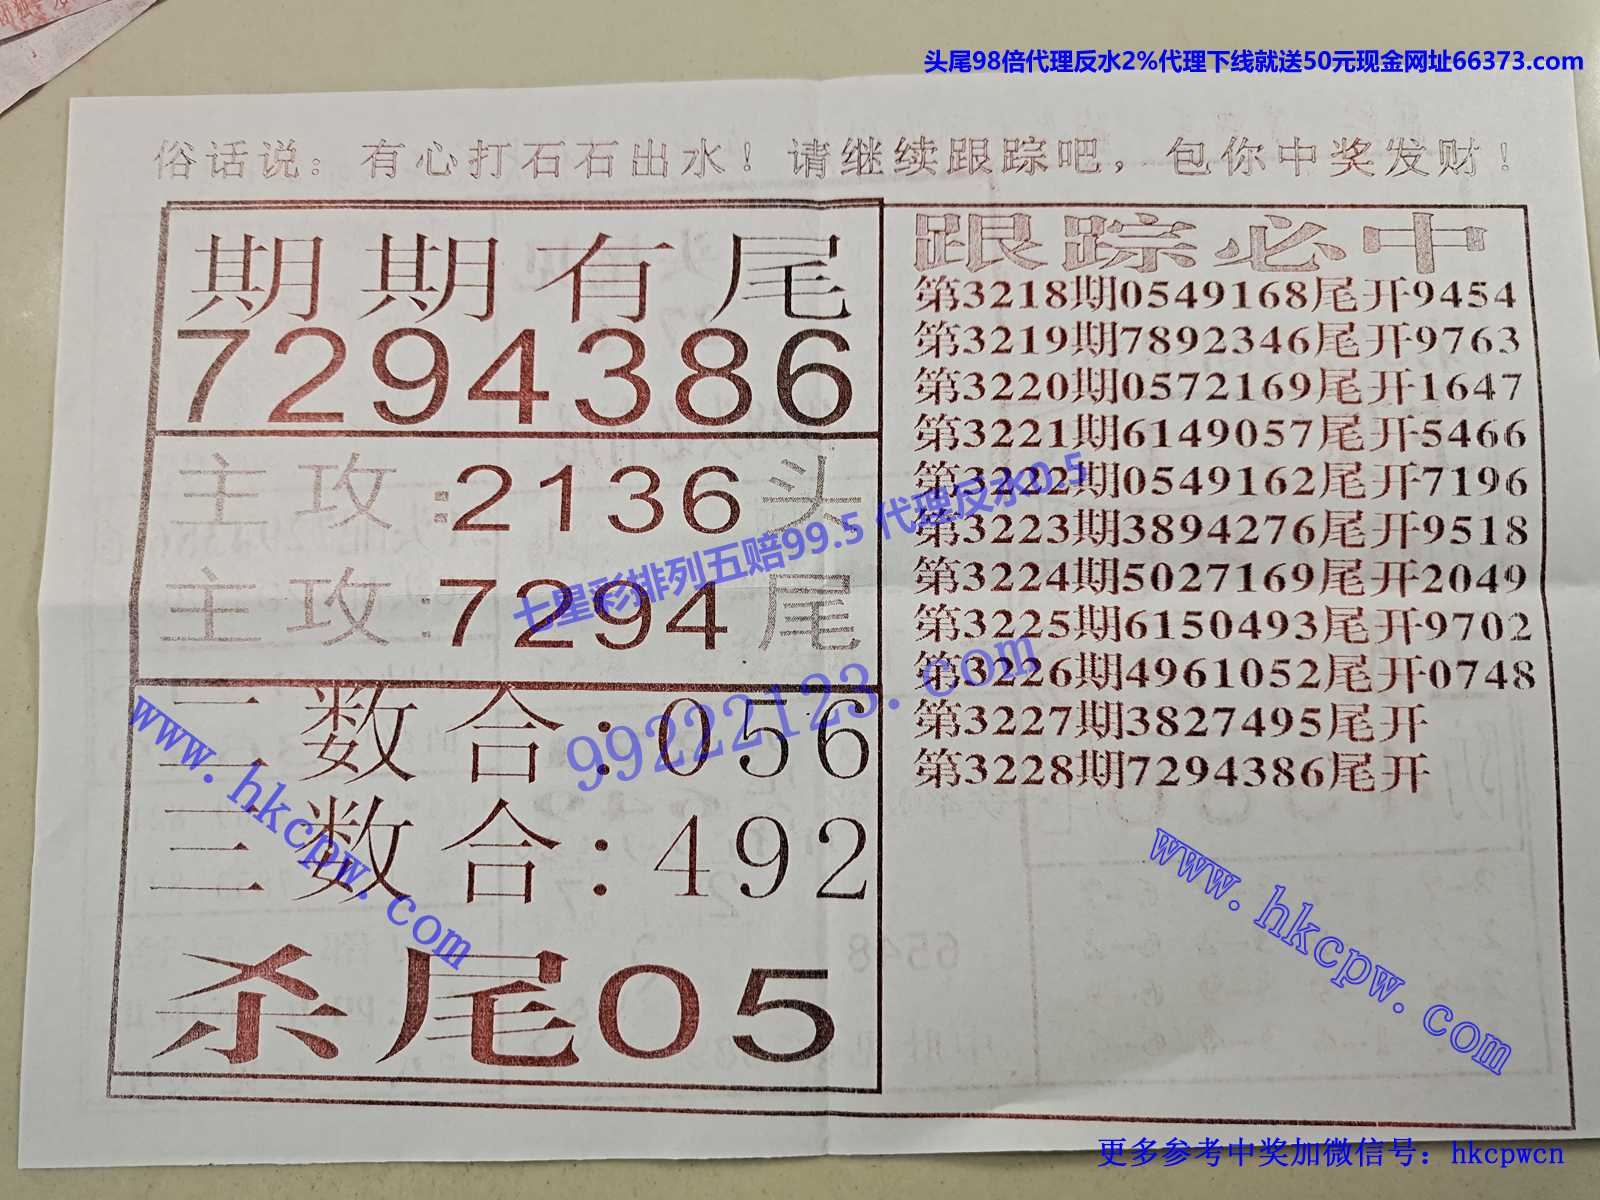 头尾98倍代理反水2%代理下线就送50元现金网址66373.com
俗话说：有心打石石出水！请继续跟踪吧，包你中奖发财！
期期有尾
7294386
主攻:2136头
主攻:7294尾
二数合:056
三数合:492
杀尾05
跟踪必中
第3218期0549168尾开9454
第3219期7892346尾开9763
第3220期0572169尾开1647
第3221期6149057尾开5466
第3222期0549162尾开7196
第3223期3894276尾开9518
第3224期5027169尾开2049
第3225期6150493尾开9702
第3226期4961052尾开0748
第3227期3827495尾开
第3228期7294386尾开
七星彩排列五赔99.5 代理反水0.5
99222123.com
www.hkcpw.com
www.hkcpw.com
更多参考中奖加微信号：hkcpwcn